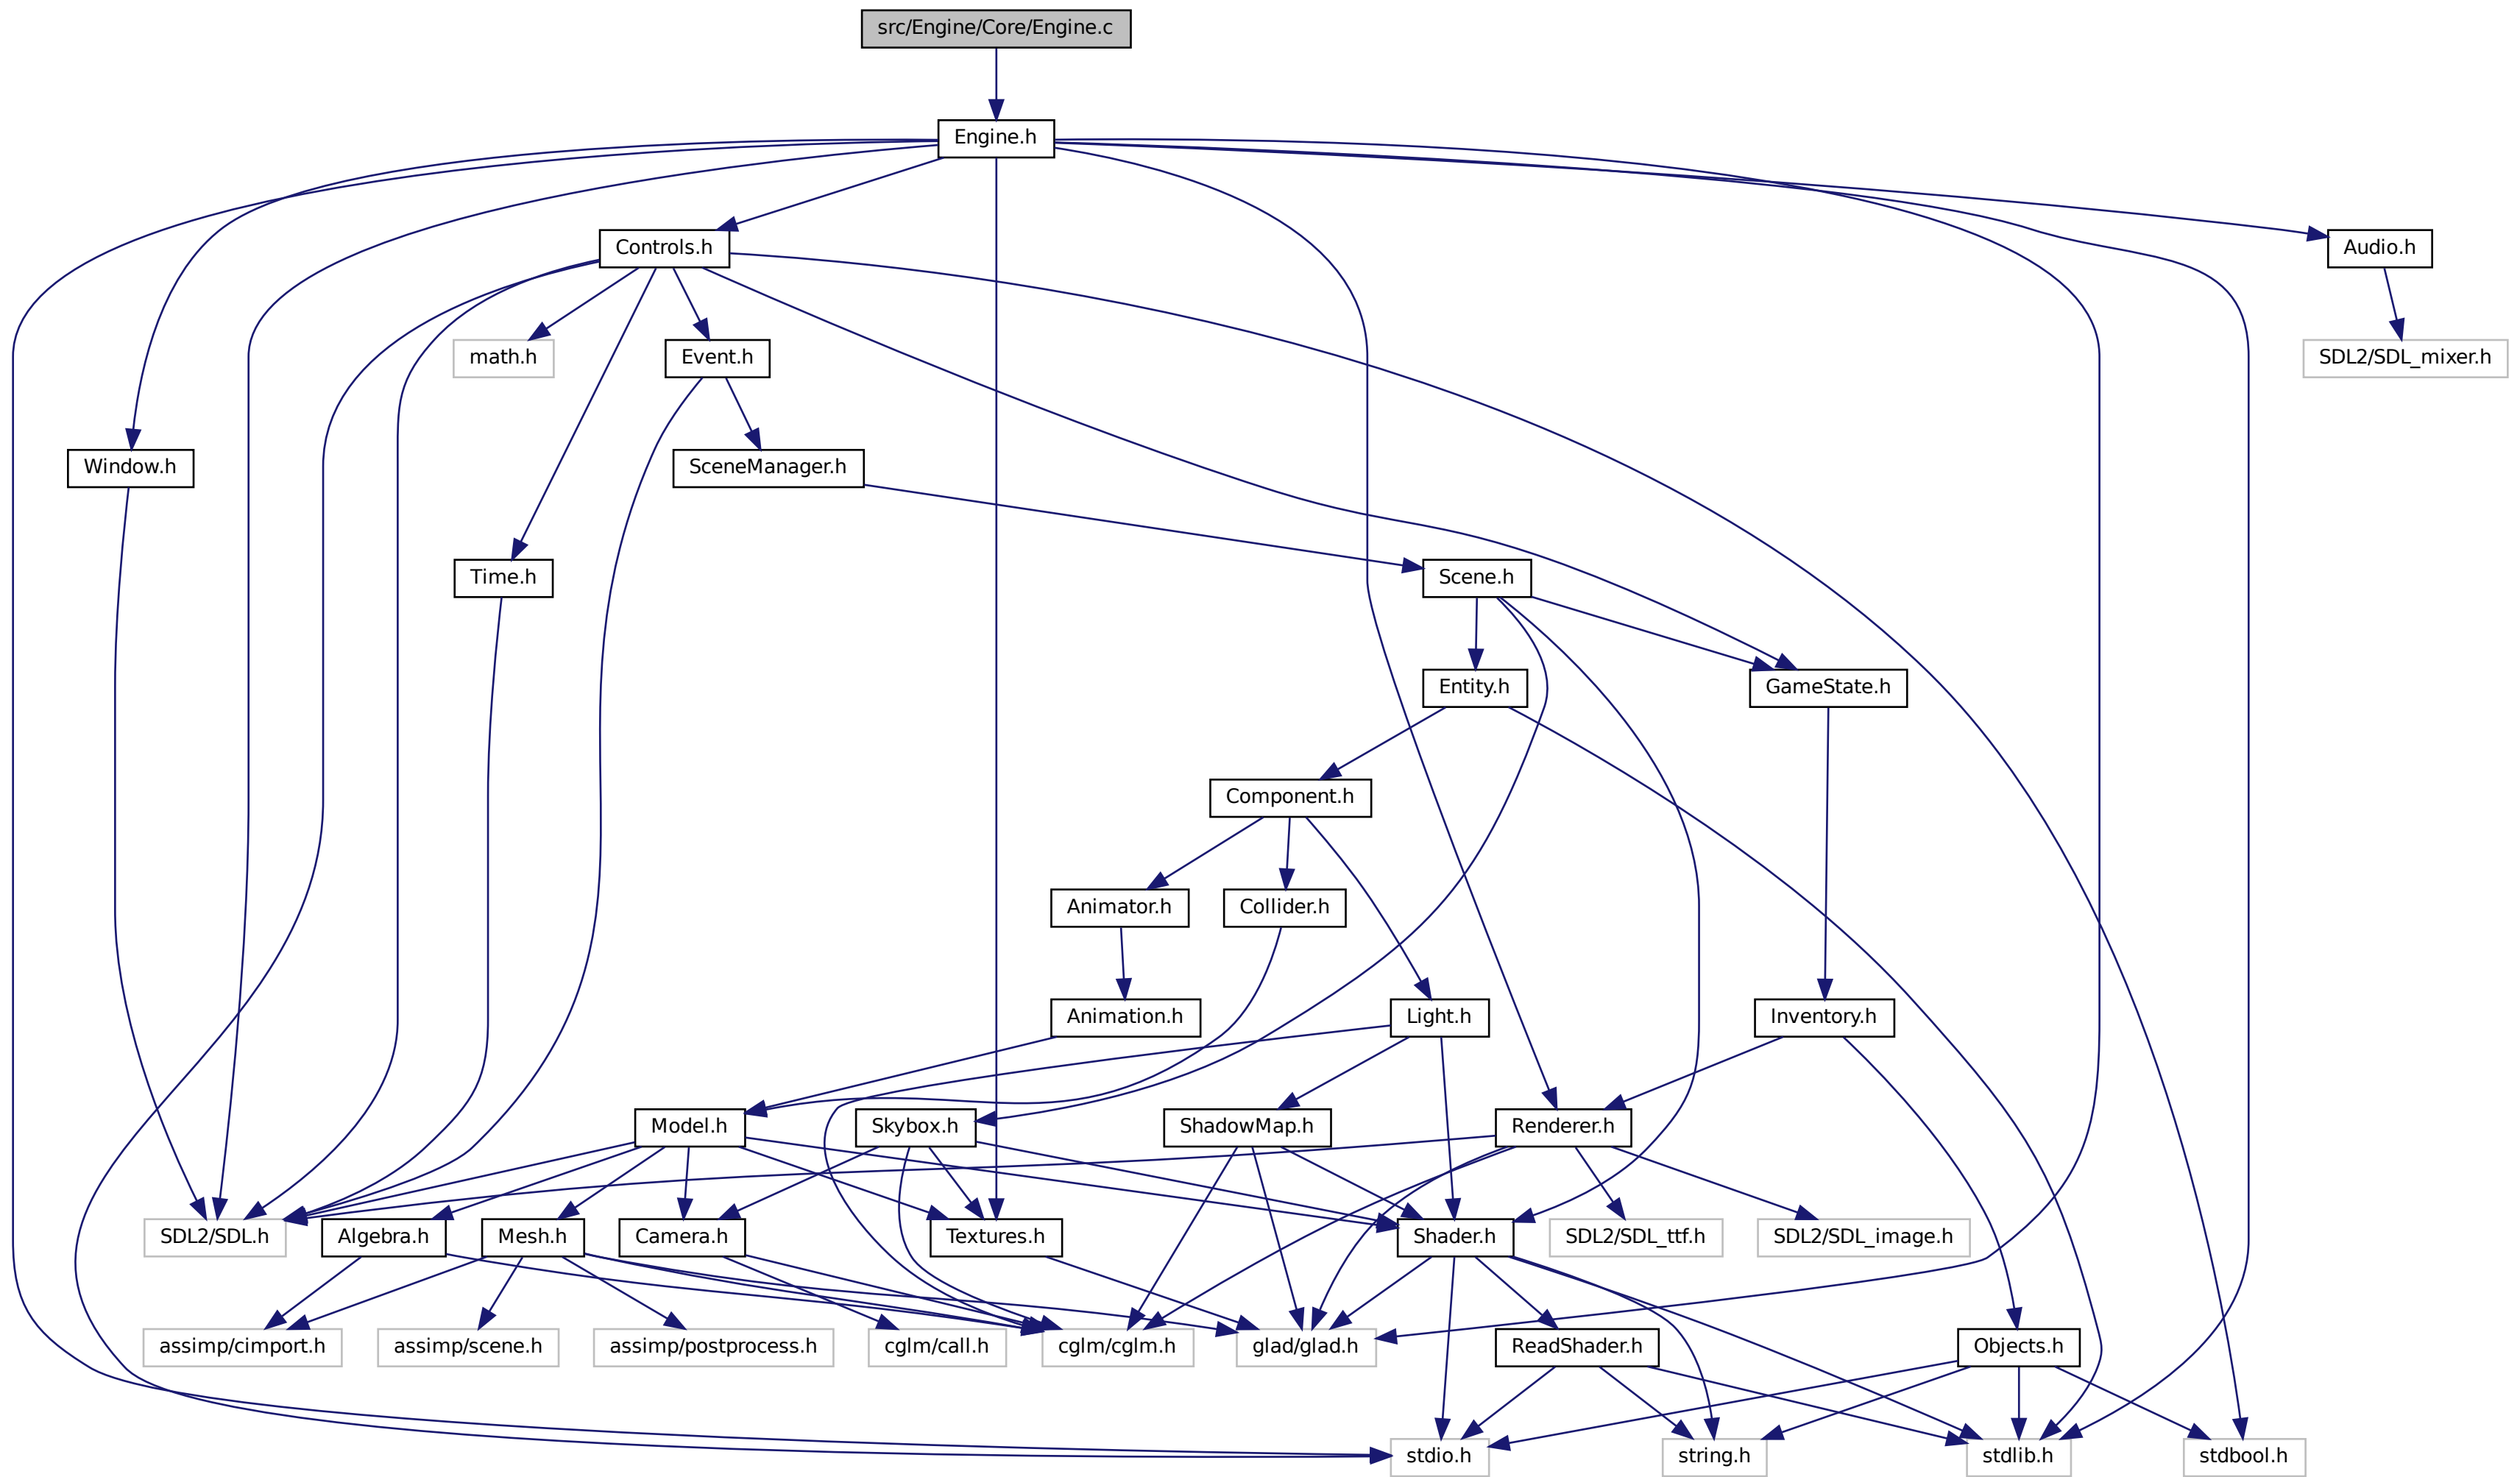 src/Engine/Core/Engine.c
Engine.h
Controls.h
Audio.h
math.h
Event.h
SDL2/SDL_mixer.h
Window.h
SceneManager.h
Time.h
Scene.h
Entity.h
GameState.h
Component.h
Animator.h
Collider.h
Animation.h
Light.h
Inventory.h
Model.h
Skybox.h
ShadowMap.h
Renderer.h
SDL2/SDL.h
Algebra.h
Mesh.h
Camera.h
Textures.h
Shader.h
SDL2/SDL_ttf.h
SDL2/SDL_image.h
assimp/cimport.h
assimp/scene.h
assimp/postprocess.h
cglm/call.h
cglm/cglm.h
glad/glad.h
ReadShader.h
Objects.h
stdio.h
string.h
stdlib.h
stdbool.h